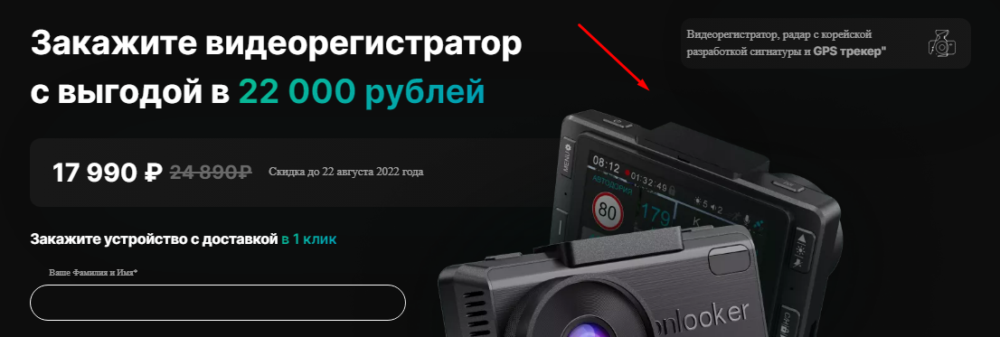 Закажите видеорегистратор
с выгодой в 22 000 рублей
Видеорегистратор, радар с корейской
разработкой сигнатуры и GPS трекер"
17 990 ₽ 24 890₽ Скидка до 22 августа 2022 года
Закажите устройство с доставкой в 1 клик
Ваше Фамилия и Имя*
MENU
08:12 01:32:49 5 2
АВТОДОРИЯ
80 179 K
nlooker